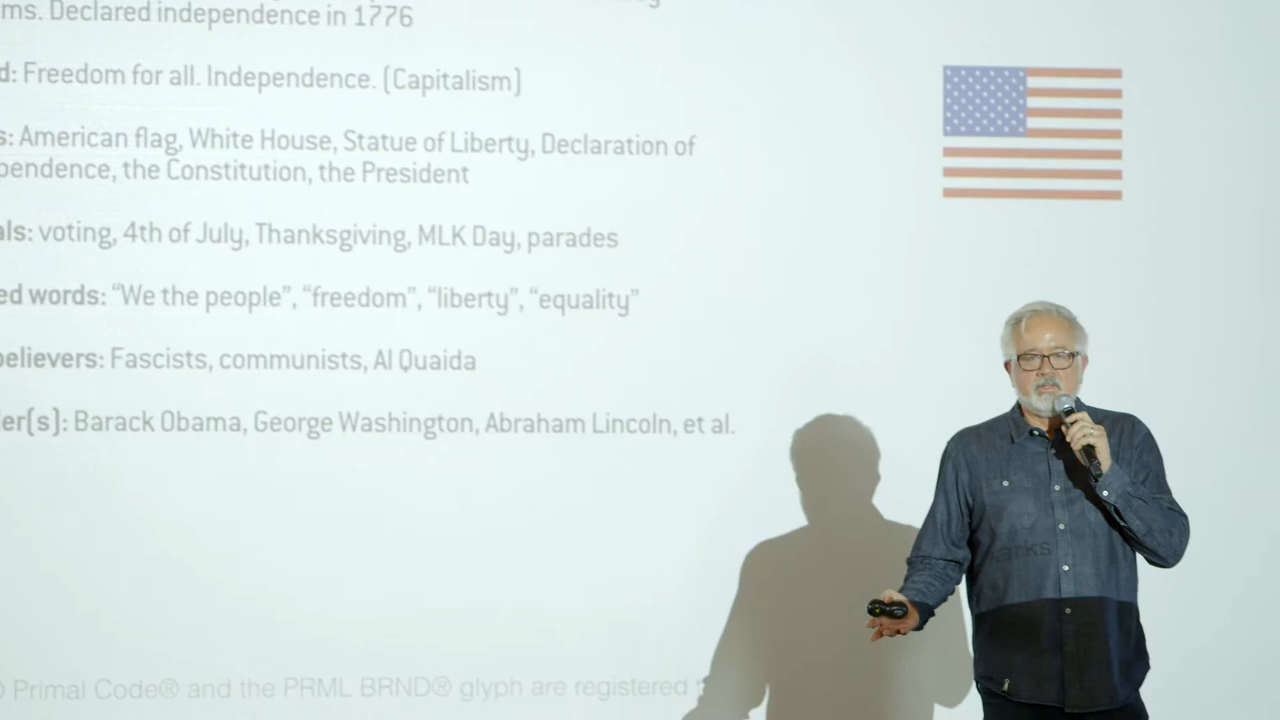 ms. Declared independence in 1776
d: Freedom for all. Independence. (Capitalism)
s: American flag, White House, Statue of Liberty, Declaration of
pendence, the Constitution, the President
als: voting, 4th of July, Thanksgiving, MLK Day, parades
ed words: “We the people”, “freedom”, “liberty”, “equality”
believers: Fascists, communists, Al Quaida
er(s): Barack Obama, George Washington, Abraham Lincoln, et al.
Primal Code® and the PRML BRND® glyph are registered
arks